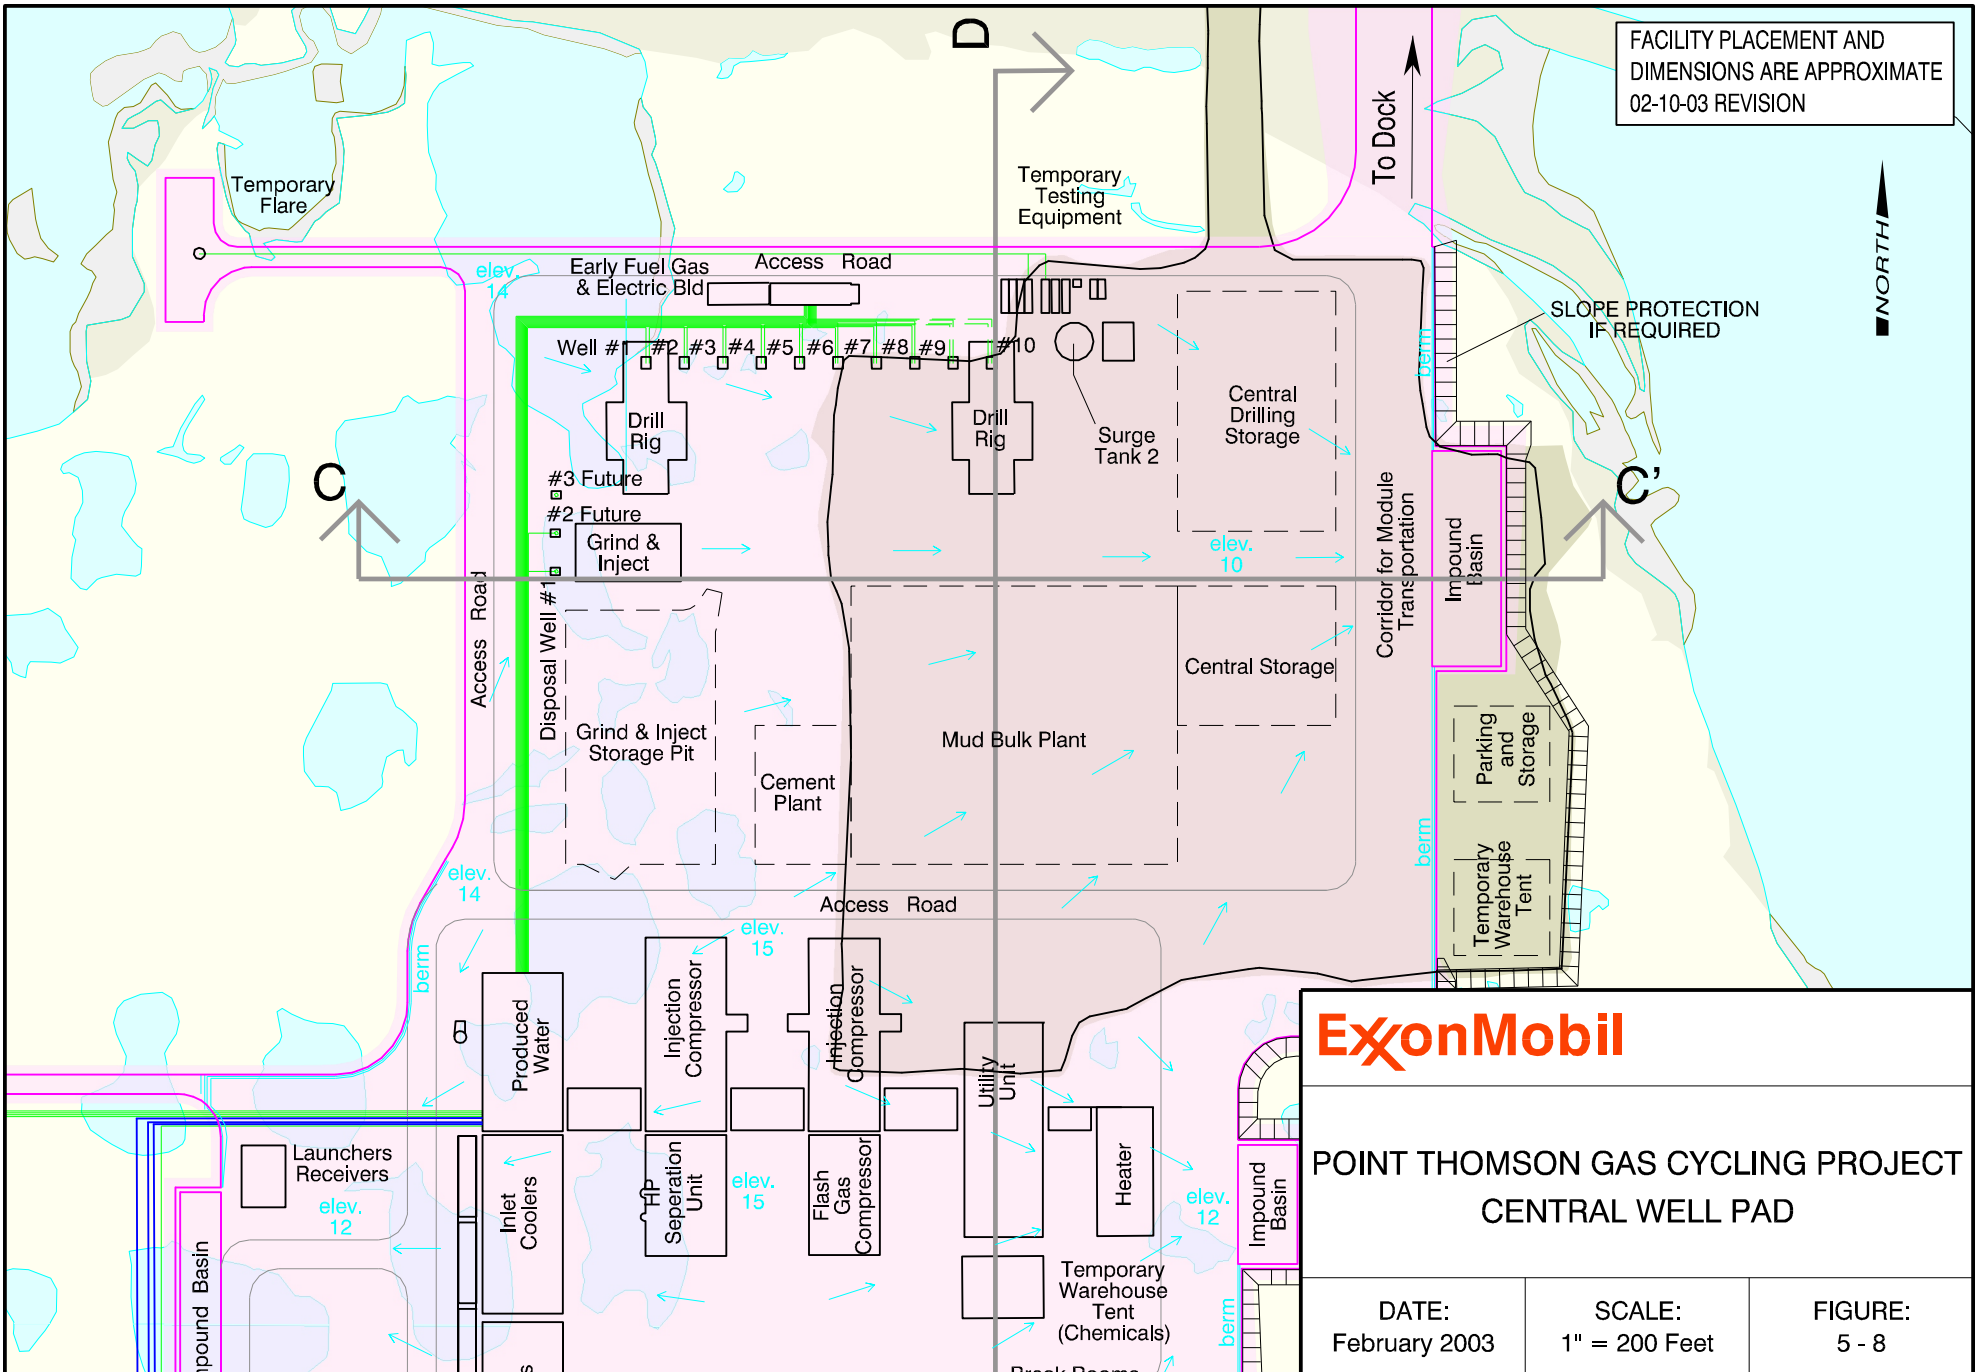 D
FACILITY PLACEMENT AND
DIMENSIONS ARE APPROXIMATE
02-10-03 REVISION
To Dock
NORTH
Temporary
Flare
Temporary
Testing
Equipment
elev.
14
Early Fuel Gas
& Electric Bld
Access Road
SLOPE PROTECTION
IF REQUIRED
berm
Well #1
#2
#3
#4
#5
#6
#7
#8
#9
#10
Drill
Rig
Drill
Rig
Surge
Tank 2
Central
Drilling
Storage
C
C'
#3 Future
#2 Future
Grind &
Inject
Disposal Well #1
Access Road
elev.
10
Corridor for Module
Transportation
Impound
Basin
Grind & Inject
Storage Pit
Cement
Plant
Mud Bulk Plant
Central Storage
Parking
and
Storage
berm
Temporary
Warehouse
Tent
elev.
14
Access Road
elev.
15
berm
Produced
Water
Injection
Compressor
Injection
Compressor
Utility
Unit
Launchers
Receivers
elev.
12
Inlet
Coolers
HP
Seperation
Unit
elev.
15
Flash
Gas
Compressor
Heater
elev.
12
Impound
Basin
Temporary
Warehouse
Tent
(Chemicals)
berm
Break Rooms
pound Basin
s
ExxonMobil
POINT THOMSON GAS CYCLING PROJECT
CENTRAL WELL PAD
DATE:
February 2003
SCALE:
1" = 200 Feet
FIGURE:
5 - 8